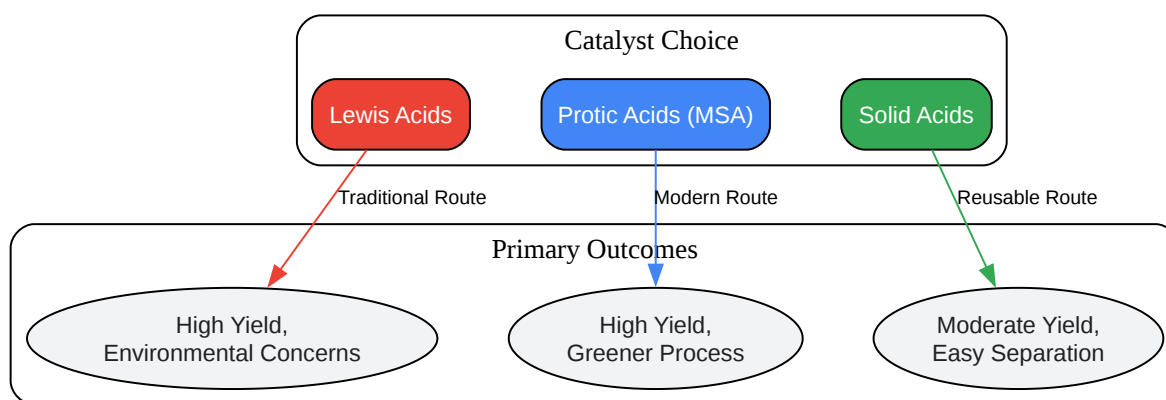 Catalyst Choice
Lewis Acids
Protic Acids (MSA)
Solid Acids
Traditional Route
Modern Route
Reusable Route
Primary Outcomes
High Yield,
Environmental Concerns
High Yield,
Greener Process
Moderate Yield,
Easy Separation